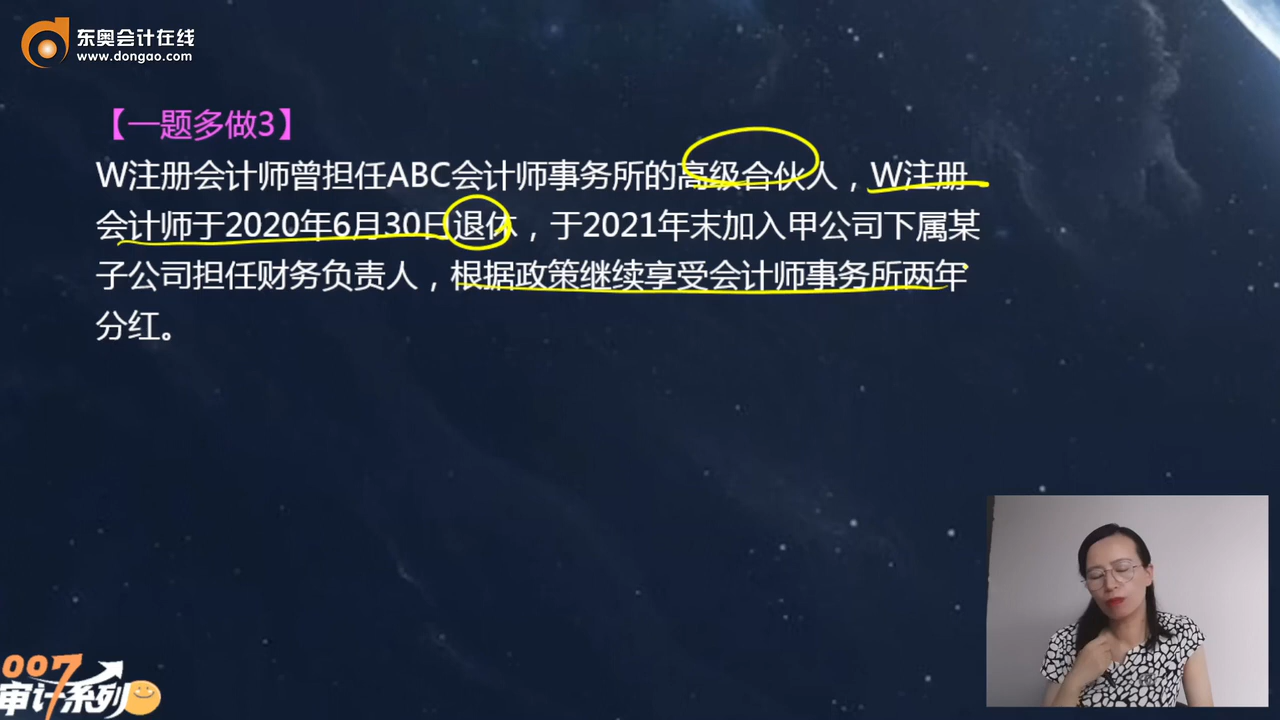 东奥会计在线
www.dongao.com
【一题多做3】
W注册会计师曾担任ABC会计师事务所的高级合伙人，W注册
会计师于2020年6月30日退休，于2021年末加入甲公司下属某
子公司担任财务负责人，根据政策继续享受会计师事务所两年
分红。
007
审计系列